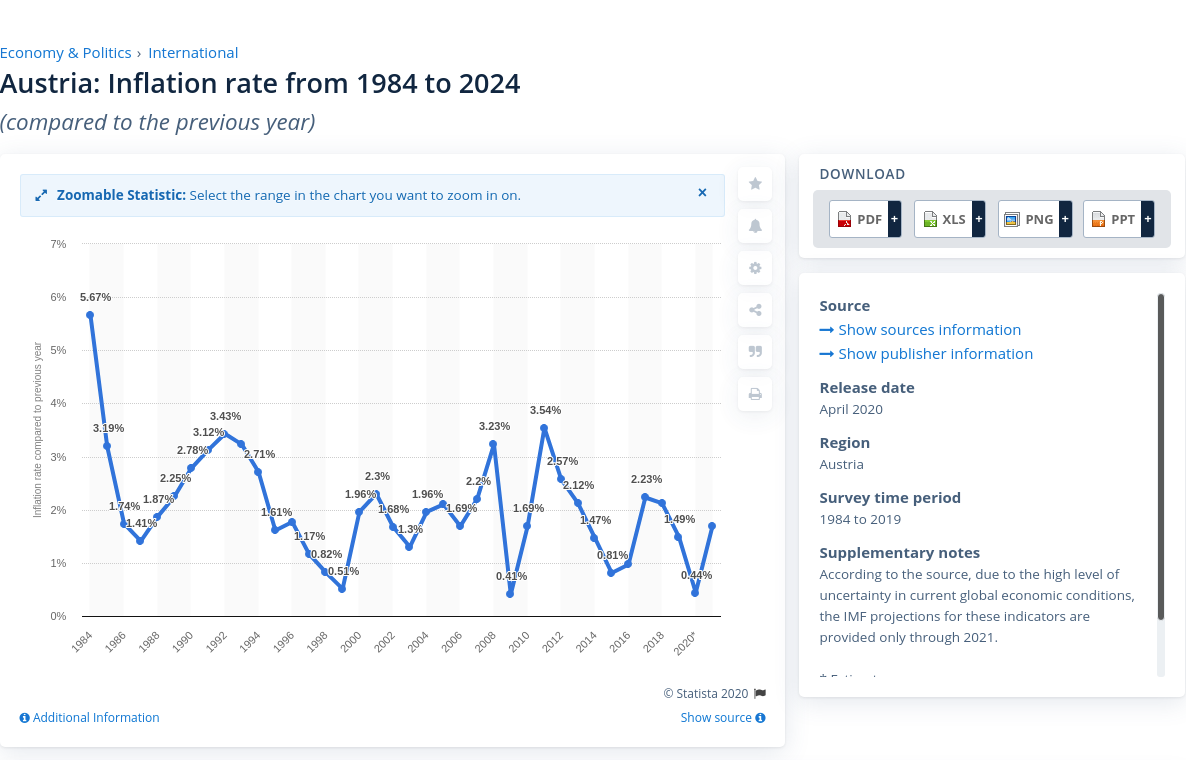 Economy & Politics › International
Austria: Inflation rate from 1984 to 2024
(compared to the previous year)
Zoomable Statistic: Select the range in the chart you want to zoom in on. ×
Inflation rate compared to previous year
7%
6%
5%
4%
3%
2%
1%
0%
5.67%
3.19%
1.74%
1.41%
1.87%
2.25%
2.78%
3.12%
3.43%
2.71%
1.61%
1.17%
0.82%
0.51%
1.96%
2.3%
1.68%
1.3%
1.96%
1.69%
2.2%
3.23%
0.41%
1.69%
3.54%
2.57%
2.12%
1.47%
0.81%
2.23%
1.49%
0.44%
1984 1986 1988 1990 1992 1994 1996 1998 2000 2002 2004 2006 2008 2010 2012 2014 2016 2018 2020*
© Statista 2020
Additional Information
Show source
DOWNLOAD
PDF + XLS + PNG + PPT +
Source
Show sources information
Show publisher information
Release date
April 2020
Region
Austria
Survey time period
1984 to 2019
Supplementary notes
According to the source, due to the high level of
uncertainty in current global economic conditions,
the IMF projections for these indicators are
provided only through 2021.